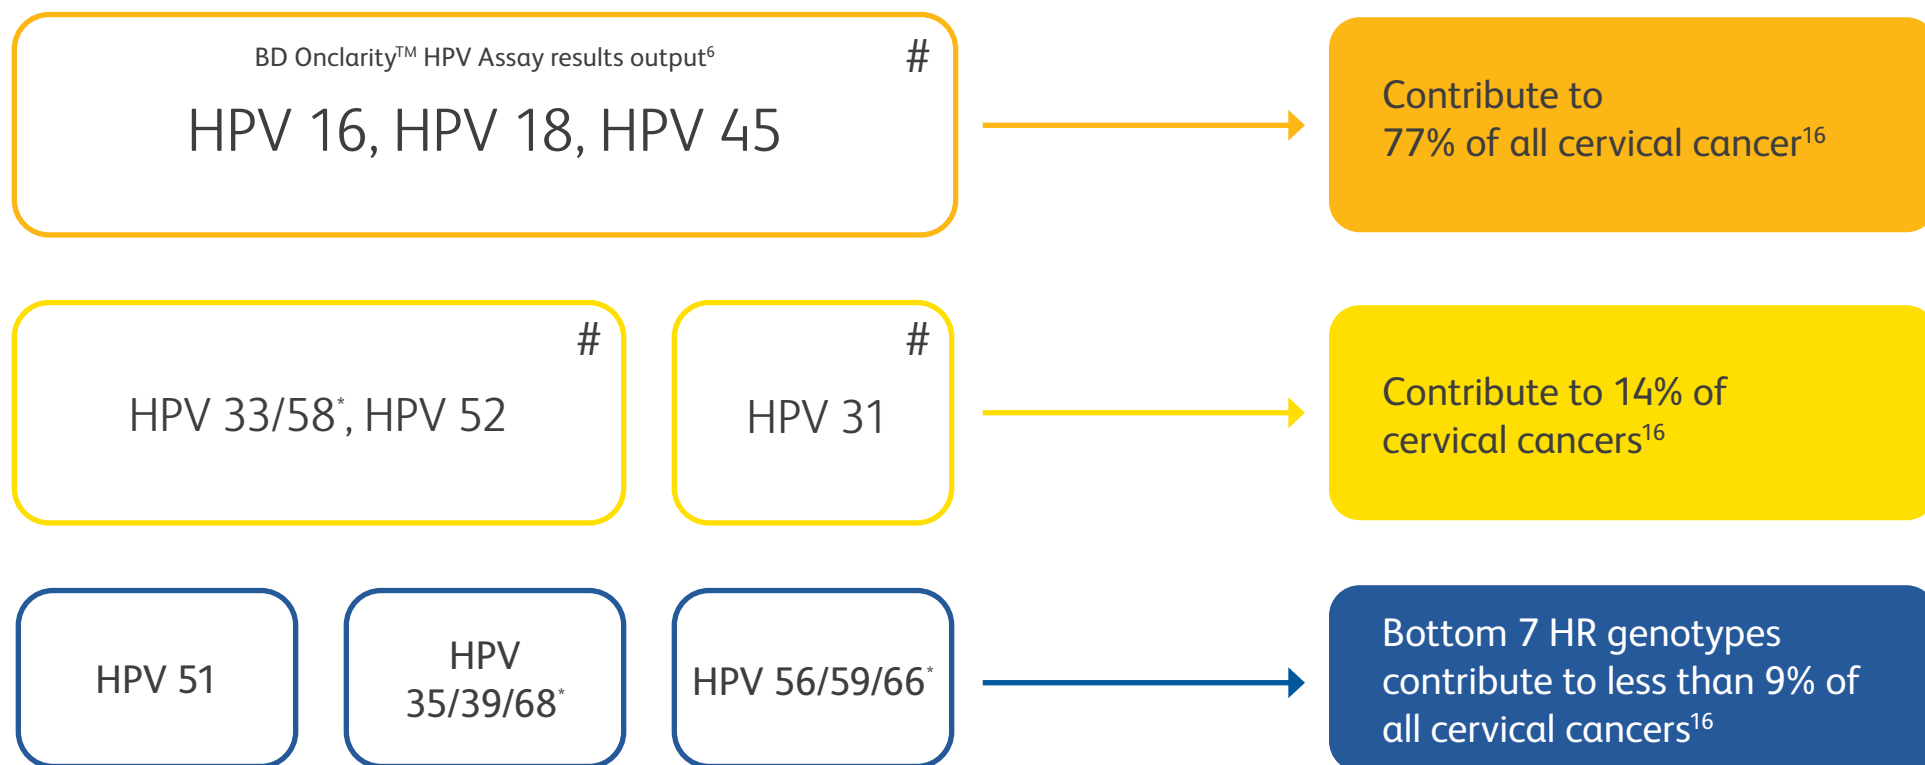 BD Onclarity™ HPV Assay results output⁶
#
HPV 16, HPV 18, HPV 45
Contribute to
77% of all cervical cancer¹⁶
#
HPV 33/58*, HPV 52
#
HPV 31
Contribute to 14% of
cervical cancers¹⁶
HPV 51
HPV
35/39/68*
HPV 56/59/66*
Bottom 7 HR genotypes
contribute to less than 9% of
all cervical cancers¹⁶